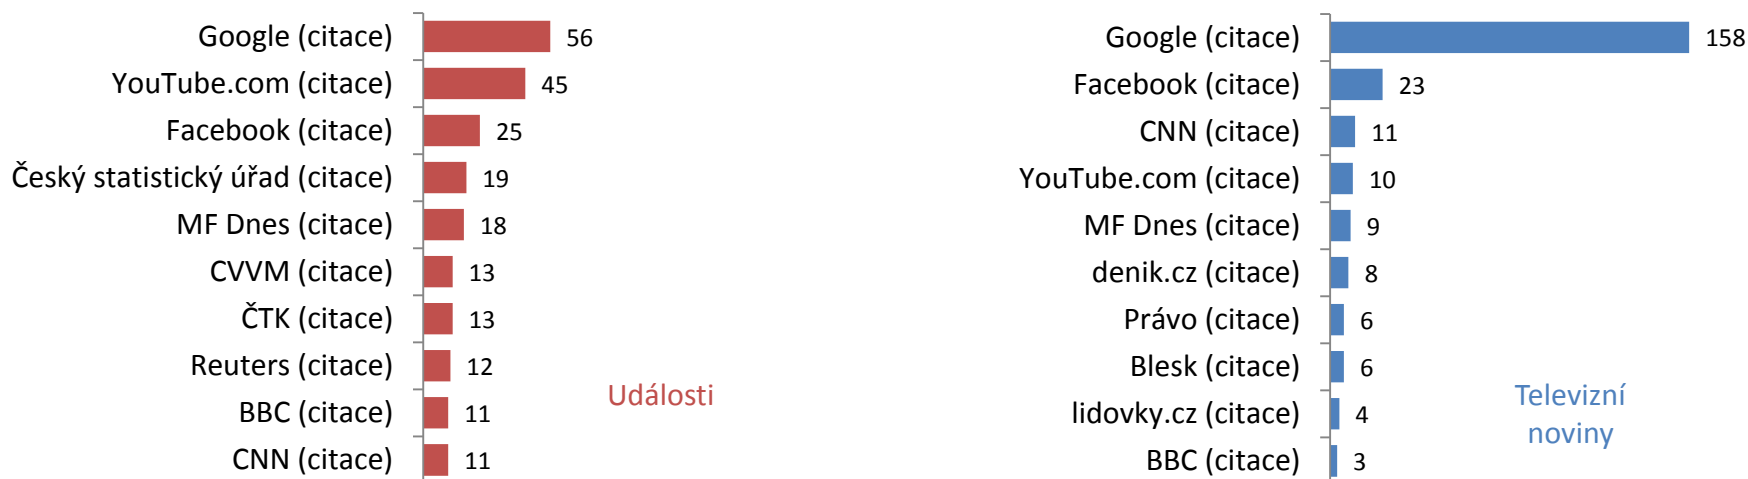 Google (citace) 56
YouTube.com (citace) 45
Facebook (citace) 25
Český statistický úřad (citace) 19
MF Dnes (citace) 18
CVVM (citace) 13
ČTK (citace) 13
Reuters (citace) 12
BBC (citace) 11
CNN (citace) 11
Události
Google (citace) 158
Facebook (citace) 23
CNN (citace) 11
YouTube.com (citace) 10
MF Dnes (citace) 9
denik.cz (citace) 8
Právo (citace) 6
Blesk (citace) 6
lidovky.cz (citace) 4
BBC (citace) 3
Televizní
noviny